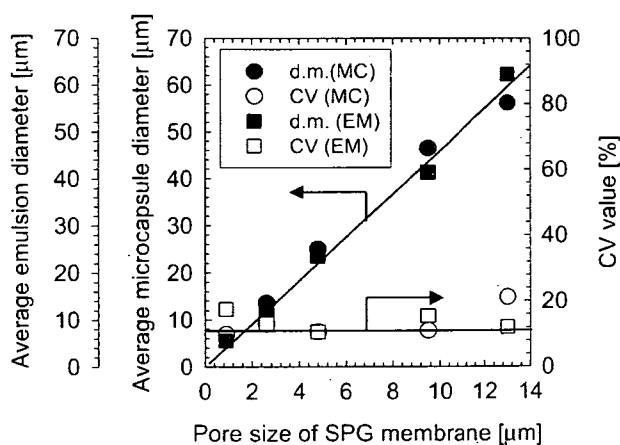 Average emulsion diameter [µm]
70
60
50
40
30
20
10
0
Average microcapsule diameter [µm]
70
60
50
40
30
20
10
0
d.m.(MC)
CV (MC)
d.m. (EM)
CV (EM)
100
80
60
40
20
0
CV value [%]
0 2 4 6 8 10 12 14
Pore size of SPG membrane [µm]